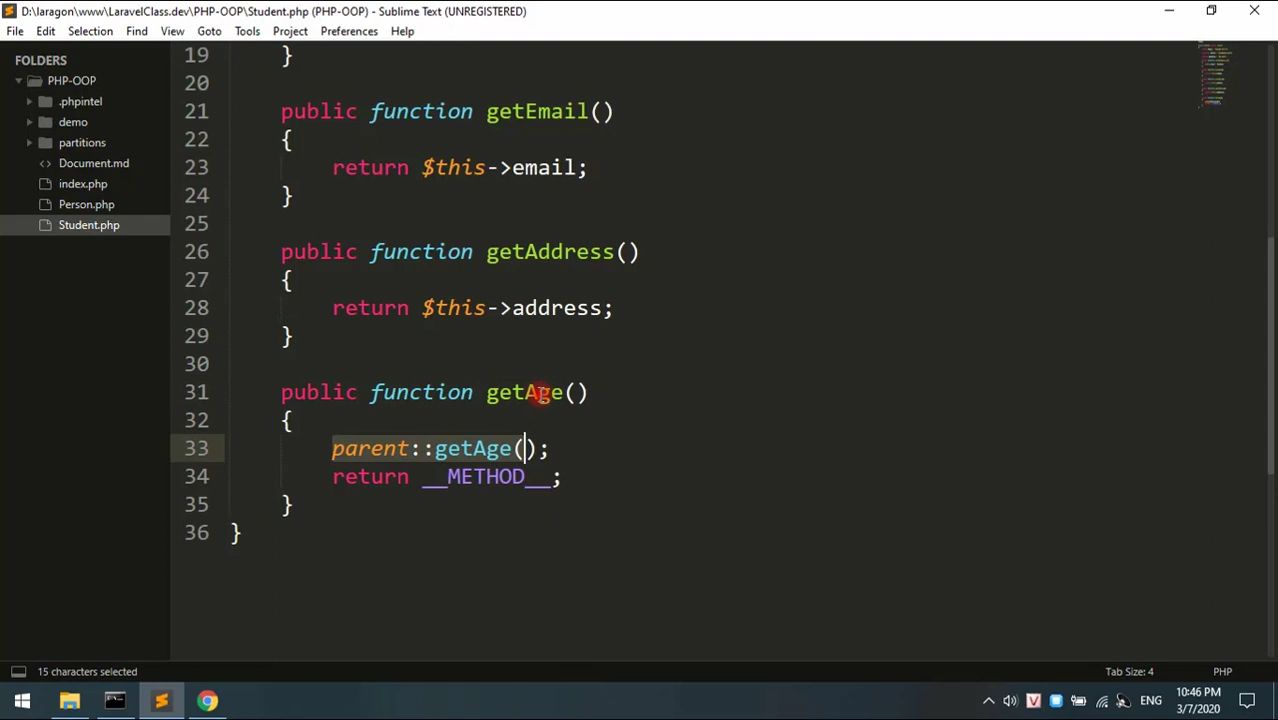 D:\laragon\www\LaravelClass.dev\PHP-OOP\Student.php (PHP-OOP) - Sublime Text (UNREGISTERED)
File Edit Selection Find View Goto Tools Project Preferences Help
FOLDERS
PHP-OOP
.phpintel
demo
partitions
<> Document.md
index.php
Person.php
Student.php
19 }
20
21 public function getEmail()
22 {
23 return $this->email;
24 }
25
26 public function getAddress()
27 {
28 return $this->address;
29 }
30
31 public function getAge()
32 {
33 parent::getAge();
34 return __METHOD__;
35 }
36 }
15 characters selected Tab Size: 4 PHP
V ENG 10:46 PM
3/7/2020